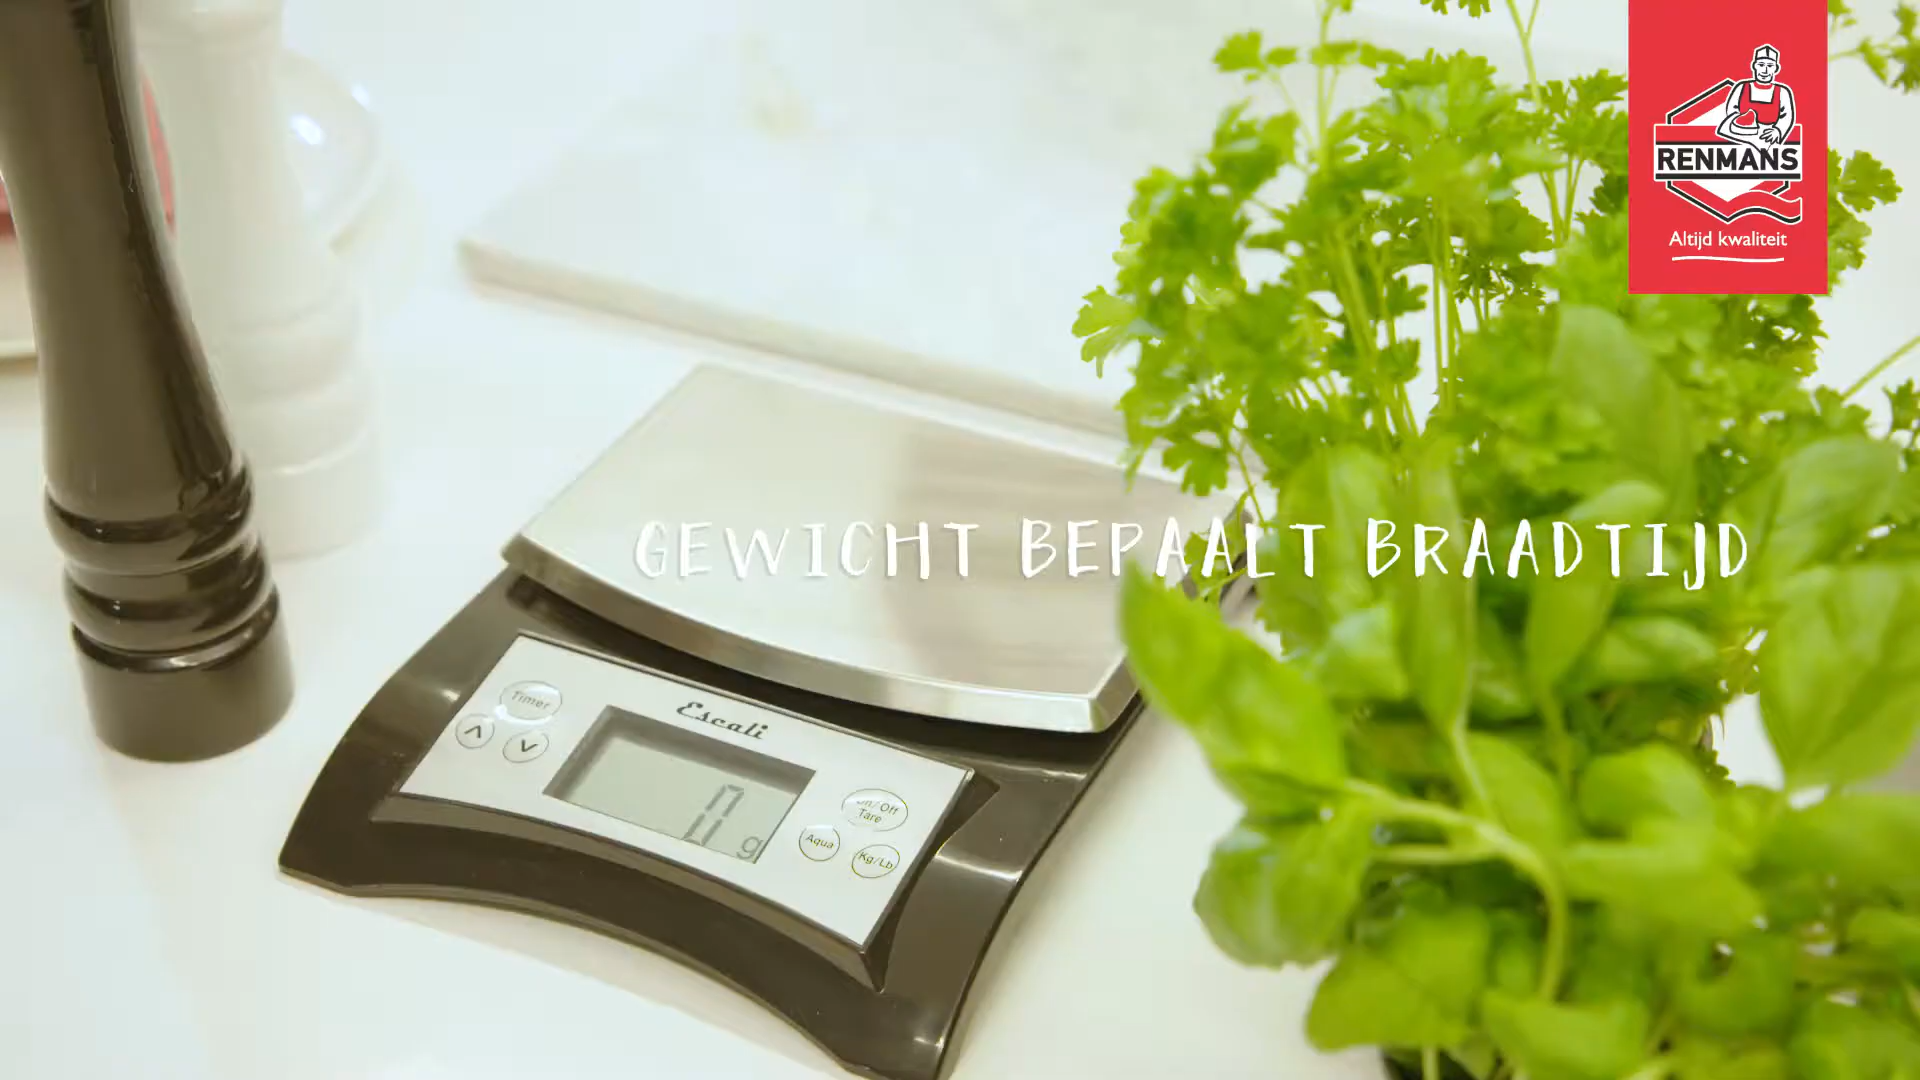 RENMANS
Altijd kwaliteit
GEWICHT BEPAALT BRAADTIJD
Escali
Timer
On/Off
Tare
Aqua
Kg/Lb
0 g